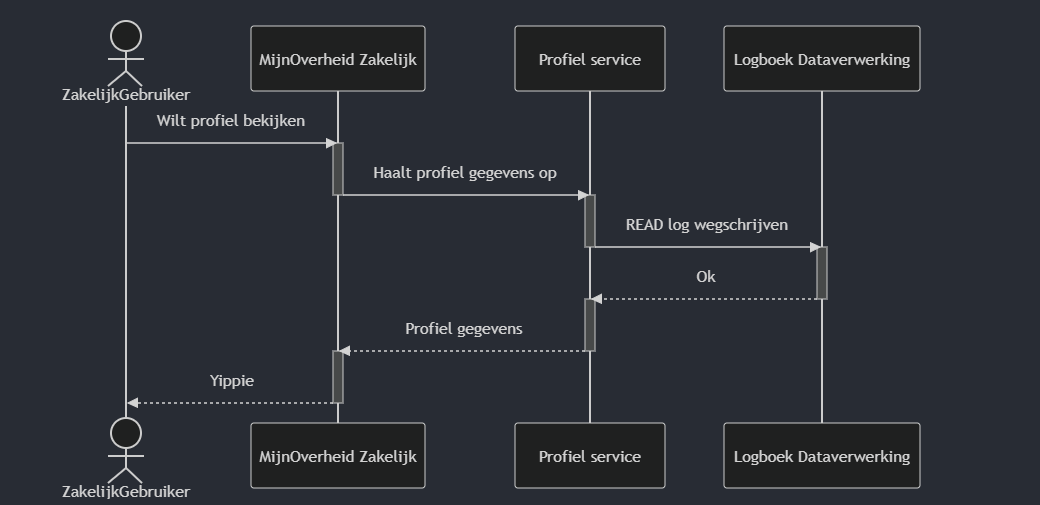 MijnOverheid Zakelijk
Profiel service
Logboek Dataverwerking
ZakelijkGebruiker
Wilt profiel bekijken
Haalt profiel gegevens op
READ log wegschrijven
Ok
Profiel gegevens
Yippie
MijnOverheid Zakelijk
Profiel service
Logboek Dataverwerking
ZakelijkGebruiker